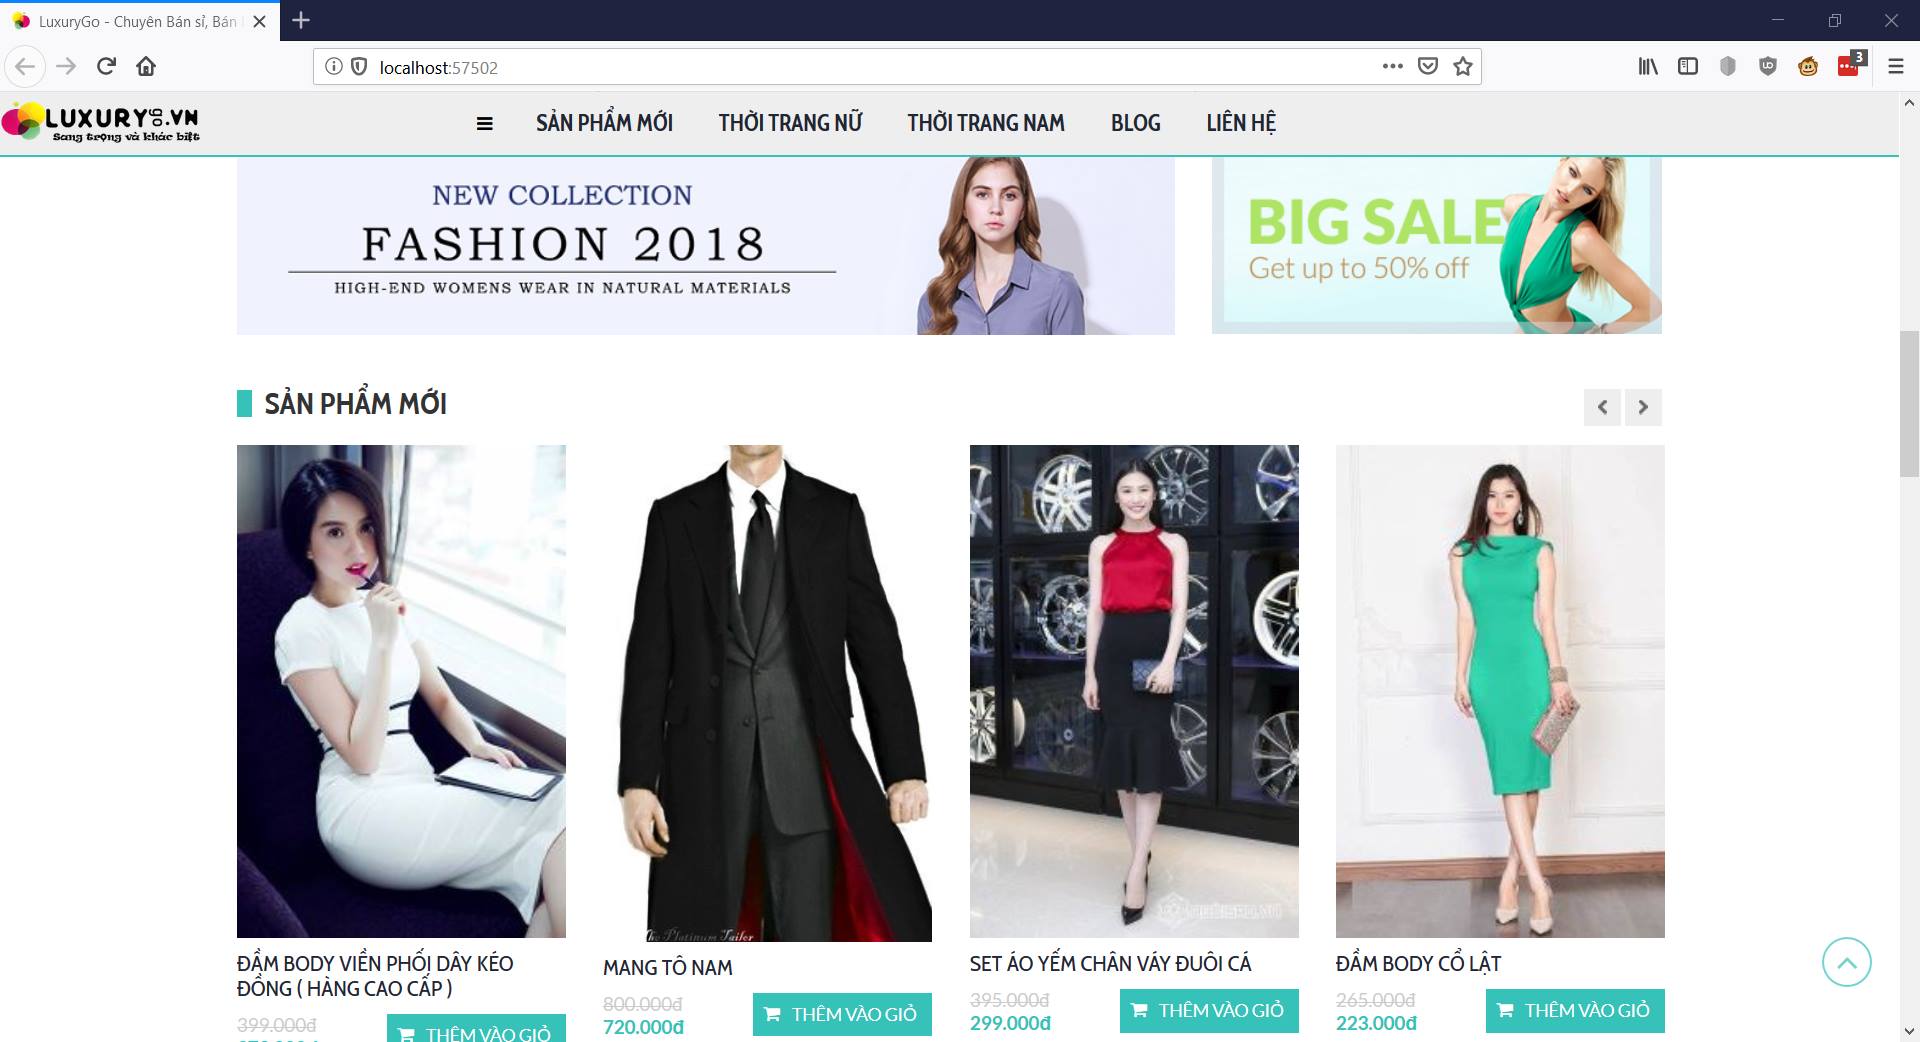 LuxuryGo - Chuyên Bán sỉ, Bán
localhost:57502
3
LUXURYGO.VN
Sang trọng và khác biệt
SẢN PHẨM MỚI
THỜI TRANG NỮ
THỜI TRANG NAM
BLOG
LIÊN HỆ
NEW COLLECTION
FASHION 2018
HIGH-END WOMENS WEAR IN NATURAL MATERIALS
BIG SALE
Get up to 50% off
SẢN PHẨM MỚI
The Platinum Tailor
ĐẦM BODY VIỀN PHỐI DÂY KÉO
ĐỒNG ( HÀNG CAO CẤP )
399.000đ
THÊM VÀO GIỎ
MANG TÔ NAM
800.000đ
720.000đ
THÊM VÀO GIỎ
SET ÁO YẾM CHÂN VÁY ĐUÔI CÁ
395.000đ
299.000đ
THÊM VÀO GIỎ
ĐẦM BODY CỔ LẬT
265.000đ
223.000đ
THÊM VÀO GIỎ